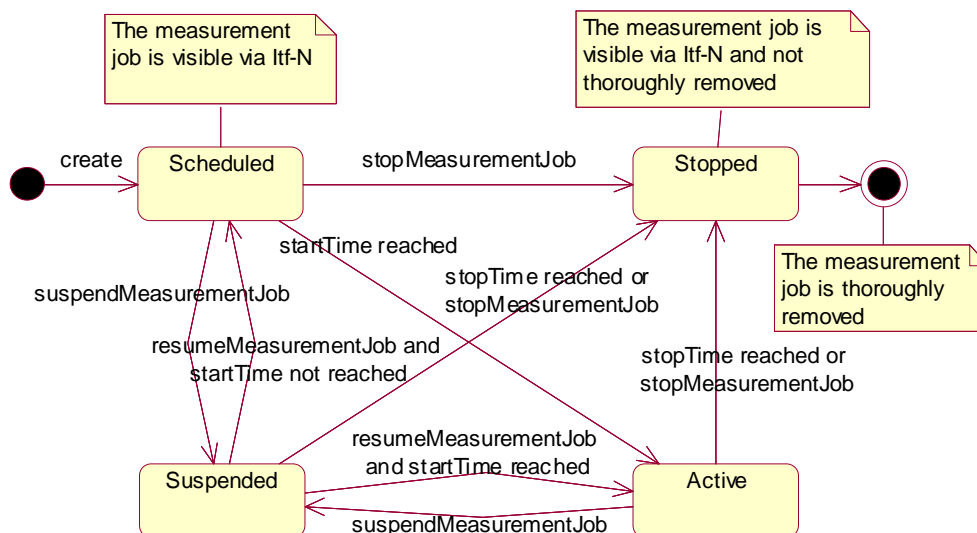 The measurement
job is visible via Itf-N
The measurement job is
visible via Itf-N and not
thoroughly removed
create
Scheduled
stopMeasurementJob
Stopped
startTime reached
The measurement
job is thoroughly
removed
stopTime reached or
stopMeasurementJob
suspendMeasurementJob
resumeMeasurementJob and
startTime not reached
stopTime reached or
stopMeasurementJob
resumeMeasurementJob
and startTime reached
Suspended
Active
suspendMeasurementJob